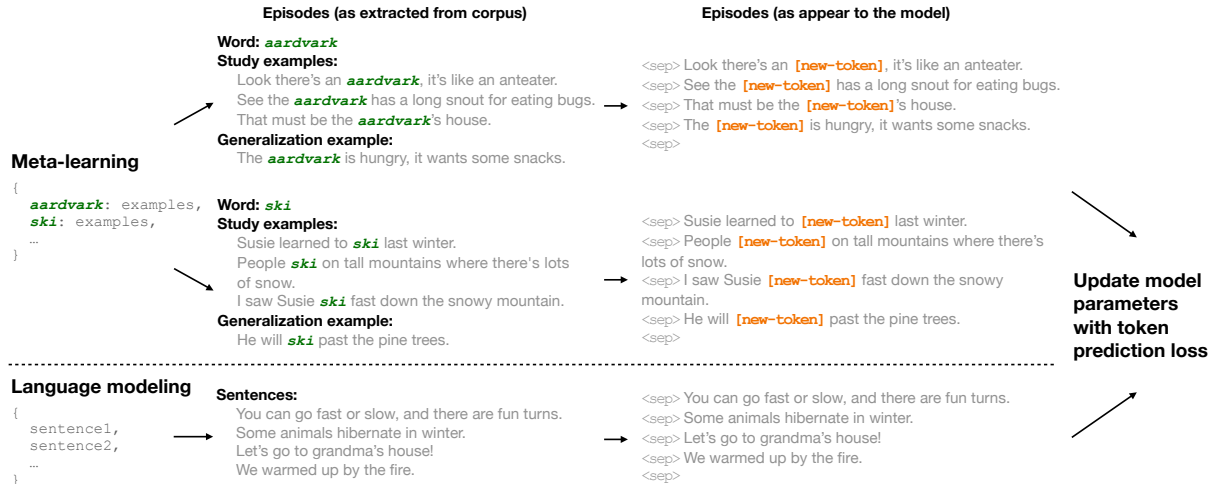 Episodes (as extracted from corpus)
Episodes (as appear to the model)
Meta-learning
{
aardvark: examples,
ski: examples,
…
}
Word: aardvark
Study examples:
Look there's an aardvark, it's like an anteater.
See the aardvark has a long snout for eating bugs.
That must be the aardvark's house.
Generalization example:
The aardvark is hungry, it wants some snacks.
<sep> Look there's an [new-token], it's like an anteater.
<sep> See the [new-token] has a long snout for eating bugs.
<sep> That must be the [new-token]'s house.
<sep> The [new-token] is hungry, it wants some snacks.
<sep>
Word: ski
Study examples:
Susie learned to ski last winter.
People ski on tall mountains where there's lots
of snow.
I saw Susie ski fast down the snowy mountain.
Generalization example:
He will ski past the pine trees.
<sep> Susie learned to [new-token] last winter.
<sep> People [new-token] on tall mountains where there's
lots of snow.
<sep> I saw Susie [new-token] fast down the snowy
mountain.
<sep> He will [new-token] past the pine trees.
<sep>
Update model
parameters
with token
prediction loss
Language modeling
{
sentence1,
sentence2,
…
}
Sentences:
You can go fast or slow, and there are fun turns.
Some animals hibernate in winter.
Let's go to grandma's house!
We warmed up by the fire.
<sep> You can go fast or slow, and there are fun turns.
<sep> Some animals hibernate in winter.
<sep> Let's go to grandma's house!
<sep> We warmed up by the fire.
<sep>